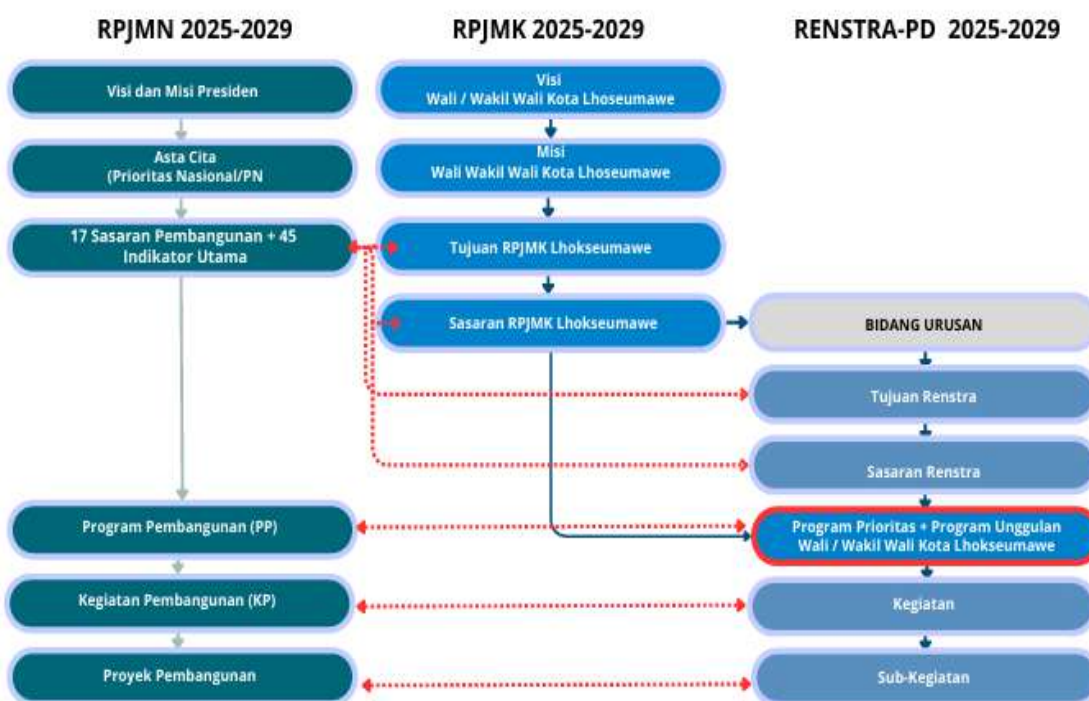 RPJMN 2025-2029
RPJMK 2025-2029
RENSTRA-PD 2025-2029
Visi dan Misi Presiden
Visi
Wali / Wakil Wali Kota Lhoseumawe
Asta Cita
(Prioritas Nasional/PN
Misi
Wali Wakil Wali Kota Lhoseumawe
17 Sasaran Pembangunan + 45
Indikator Utama
Tujuan RPJMK Lhokseumawe
Sasaran RPJMK Lhokseumawe
BIDANG URUSAN
Tujuan Renstra
Sasaran Renstra
Program Pembangunan (PP)
Program Prioritas + Program Unggulan
Wali / Wakil Wali Kota Lhokseumawe
Kegiatan Pembangunan (KP)
Kegiatan
Proyek Pembangunan
Sub-Kegiatan